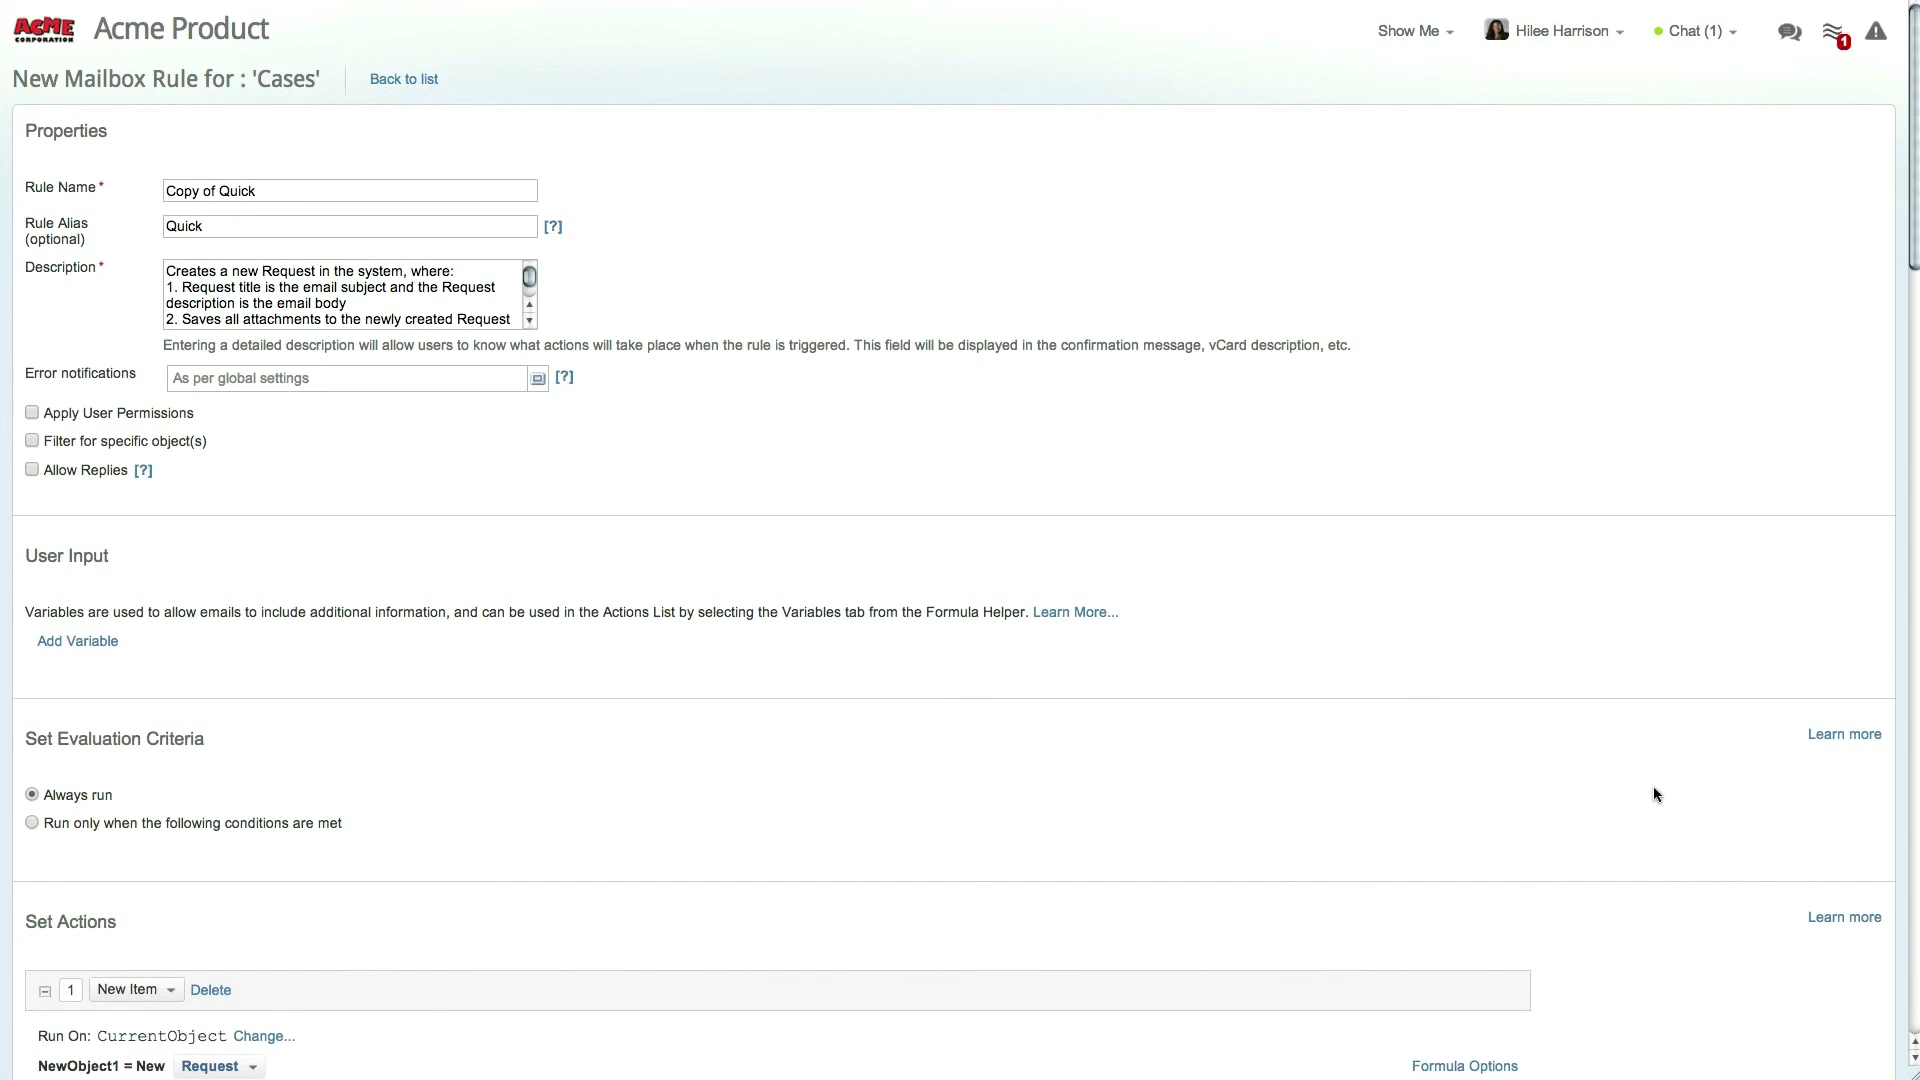 ACME
CORPORATION
Acme Product
Show Me
Hilee Harrison
Chat (1)
1
New Mailbox Rule for : 'Cases'
Back to list
Properties
Rule Name*
Copy of Quick
Rule Alias
(optional)
Quick
[?]
Description*
Creates a new Request in the system, where:
1. Request title is the email subject and the Request
description is the email body
2. Saves all attachments to the newly created Request
Entering a detailed description will allow users to know what actions will take place when the rule is triggered. This field will be displayed in the confirmation message, vCard description, etc.
Error notifications
As per global settings
[?]
Apply User Permissions
Filter for specific object(s)
Allow Replies [?]
User Input
Variables are used to allow emails to include additional information, and can be used in the Actions List by selecting the Variables tab from the Formula Helper. Learn More...
Add Variable
Set Evaluation Criteria
Learn more
Always run
Run only when the following conditions are met
Set Actions
Learn more
1
New Item
Delete
Run On: CurrentObject Change...
NewObject1 = New Request
Formula Options